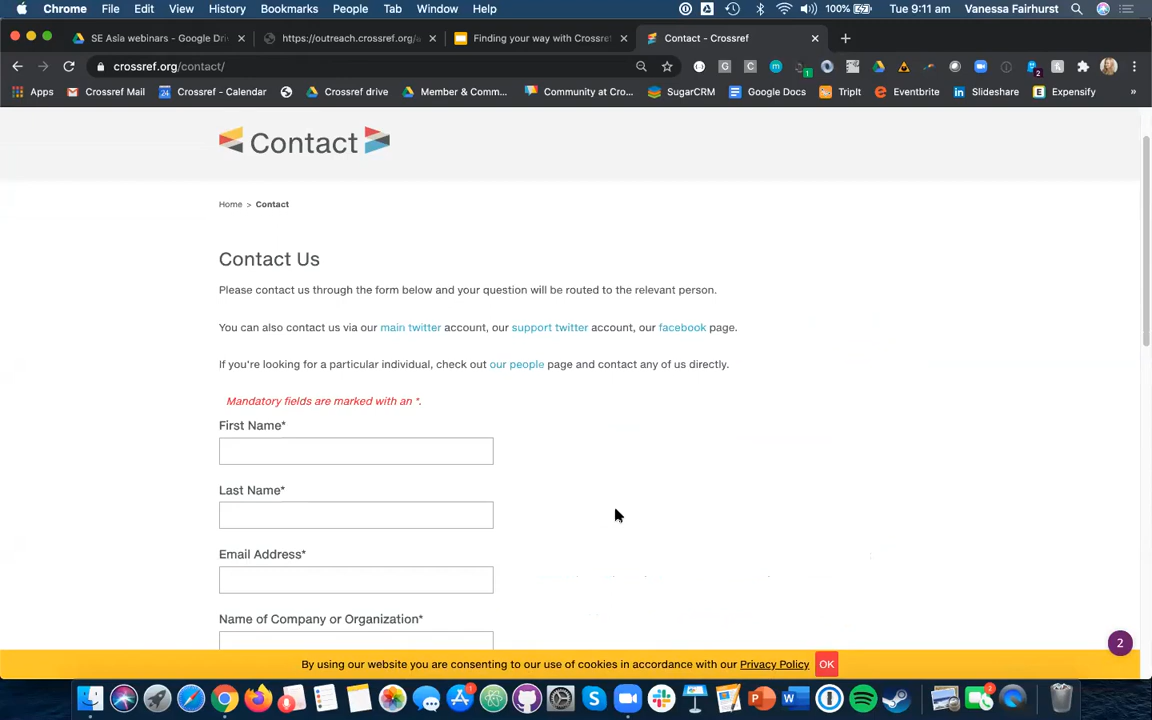 Chrome File Edit View History Bookmarks People Tab Window Help 100% Tue 9:11 am Vanessa Fairhurst
SE Asia webinars - Google Dri × https://outreach.crossref.org/a × Finding your way with Crossre × Contact - Crossref × +
crossref.org/contact/
Apps Crossref Mail Crossref - Calendar Crossref drive Member & Comm... Community at Cro... SugarCRM Google Docs TripIt Eventbrite Slideshare Expensify »
Contact
Home > Contact
Contact Us
Please contact us through the form below and your question will be routed to the relevant person.
You can also contact us via our main twitter account, our support twitter account, our facebook page.
If you're looking for a particular individual, check out our people page and contact any of us directly.
Mandatory fields are marked with an *.
First Name*
Last Name*
Email Address*
Name of Company or Organization*
2
By using our website you are consenting to our use of cookies in accordance with our Privacy Policy OK